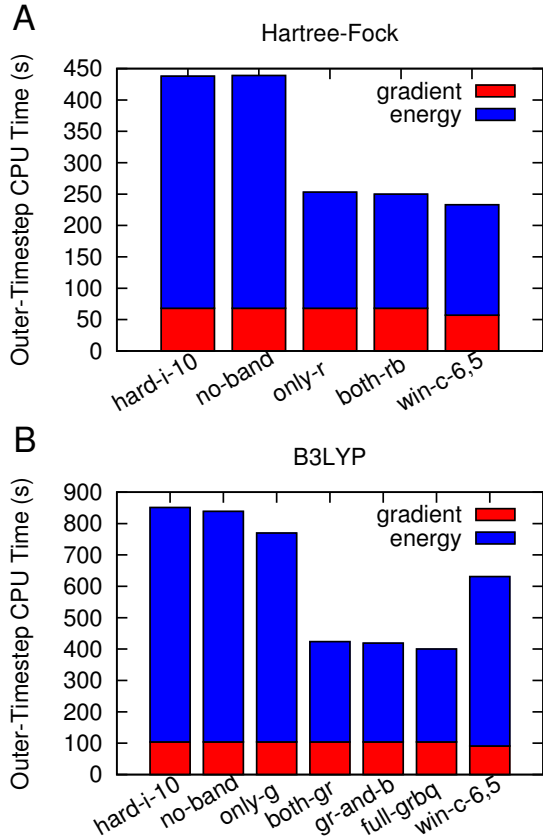 A
Hartree-Fock
Outer-Timestep CPU Time (s)
450
400
350
300
250
200
150
100
50
0
gradient
energy
hard-i-10
no-band
only-r
both-rb
win-c-6,5
B
B3LYP
Outer-Timestep CPU Time (s)
900
800
700
600
500
400
300
200
100
0
gradient
energy
hard-i-10
no-band
only-g
both-gr
gr-and-b
full-grbq
win-c-6,5